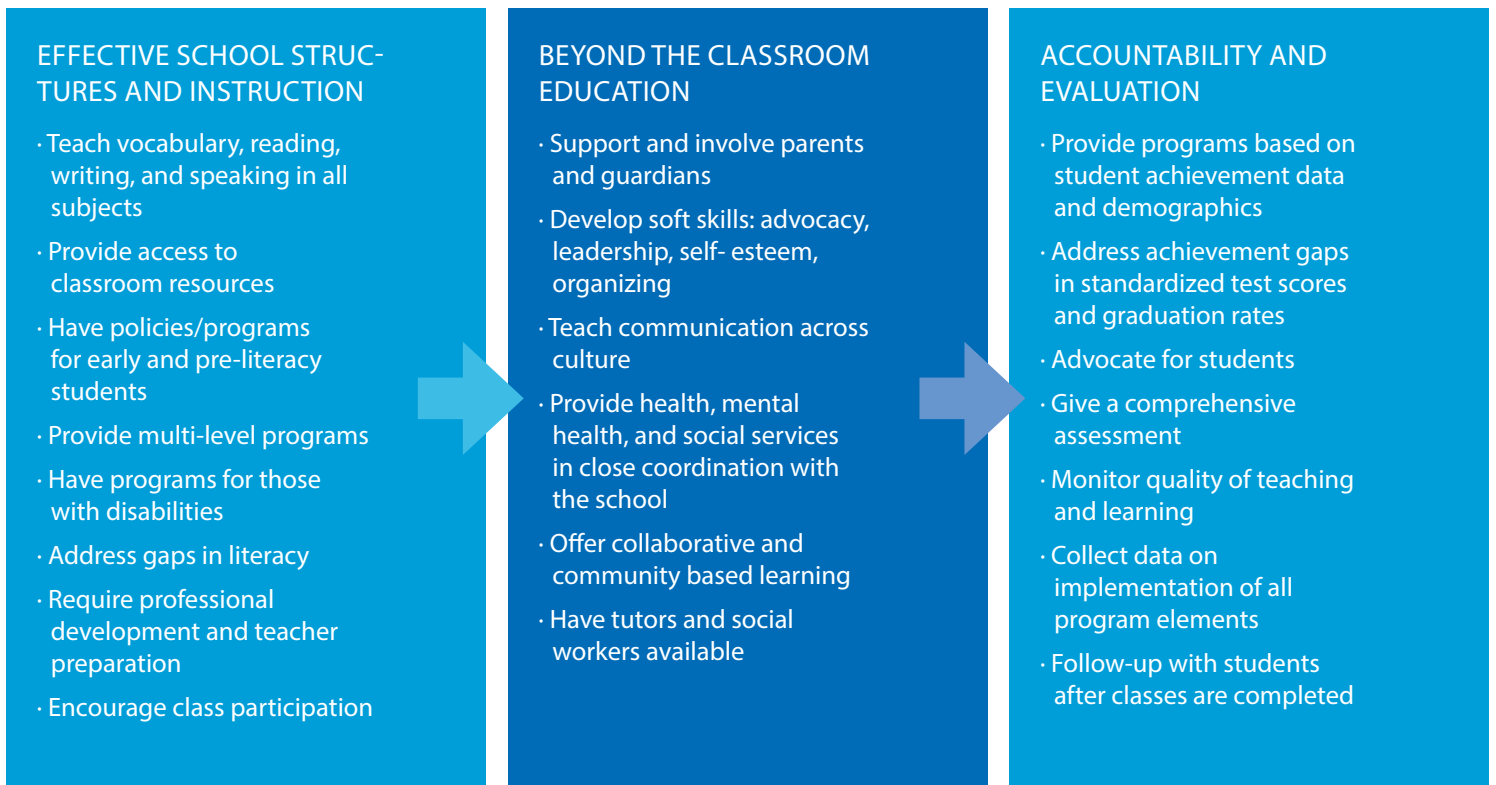 EFFECTIVE SCHOOL STRUC-
TURES AND INSTRUCTION
· Teach vocabulary, reading,
writing, and speaking in all
subjects
· Provide access to
classroom resources
· Have policies/programs
for early and pre-literacy
students
· Provide multi-level programs
· Have programs for those
with disabilities
· Address gaps in literacy
· Require professional
development and teacher
preparation
· Encourage class participation
BEYOND THE CLASSROOM
EDUCATION
· Support and involve parents
and guardians
· Develop soft skills: advocacy,
leadership, self- esteem,
organizing
· Teach communication across
culture
· Provide health, mental
health, and social services
in close coordination with
the school
· Offer collaborative and
community based learning
· Have tutors and social
workers available
ACCOUNTABILITY AND
EVALUATION
· Provide programs based on
student achievement data
and demographics
· Address achievement gaps
in standardized test scores
and graduation rates
· Advocate for students
· Give a comprehensive
assessment
· Monitor quality of teaching
and learning
· Collect data on
implementation of all
program elements
· Follow-up with students
after classes are completed